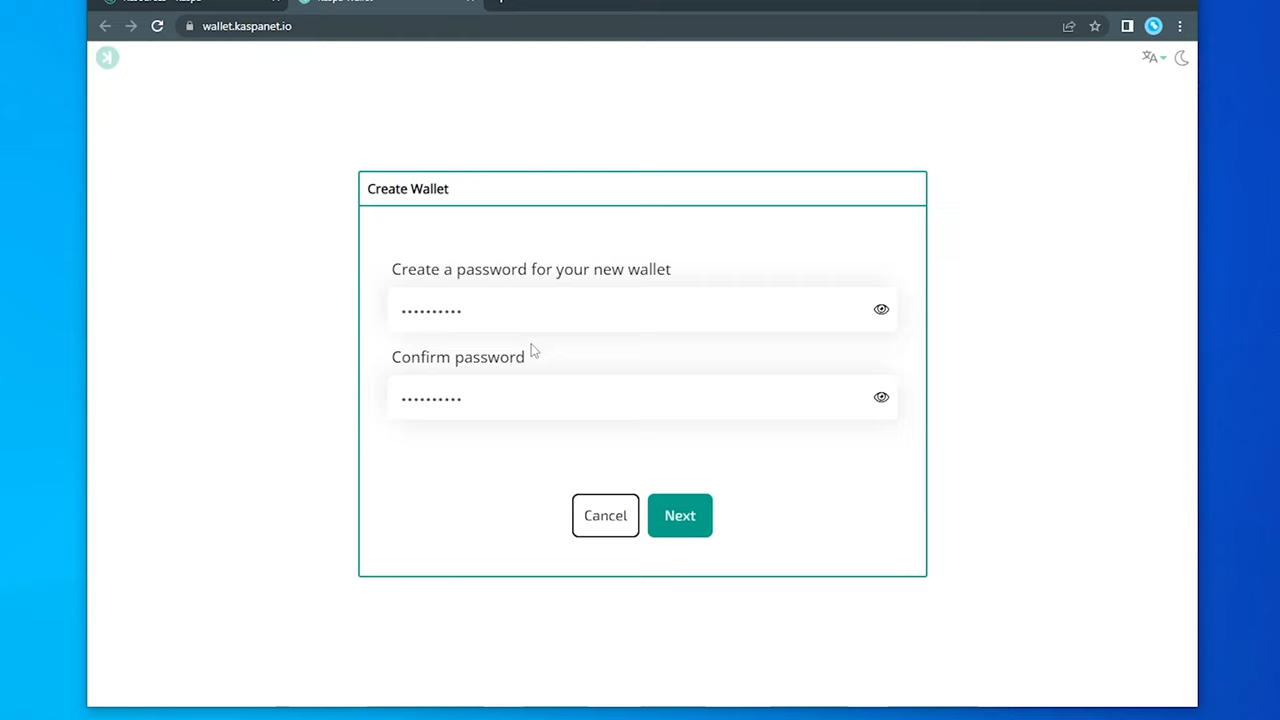 wallet.kaspanet.io
Create Wallet
Create a password for your new wallet
••••••••••
Confirm password
••••••••••
Cancel Next